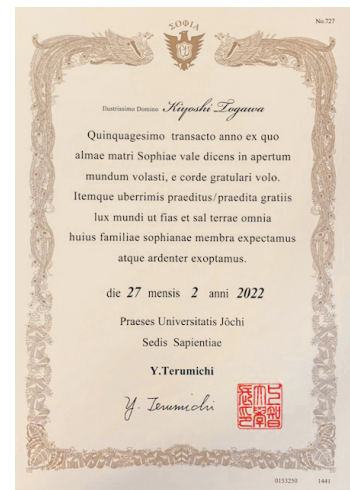 No.727
ΣΟΦΙΑ
Ilustrissimo Domino Kiyoshi Togawa
Quinquagesimo transacto anno ex quo
almae matri Sophiae vale dicens in apertum
mundum volasti, e corde gratulari volo.
Itemque uberrimis praeditus/praedita gratiis
lux mundi ut fias et sal terrae omnia
huius familiae sophianae membra expectamus
atque ardenter exoptamus.
die 27 mensis 2 anni 2022
Praeses Universitatis Jōchi
Sedis Sapientiae
Y.Terumichi
Y. Terumichi
0153250 1441